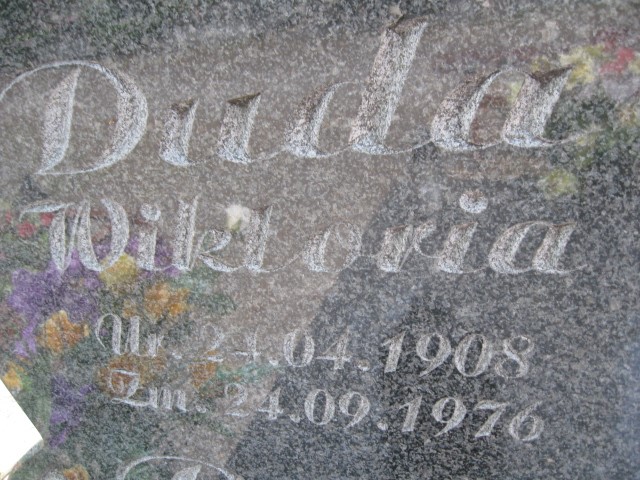 Duda
Wiktoria
Ur. 24.04.1908
Zm. 24.09.1976